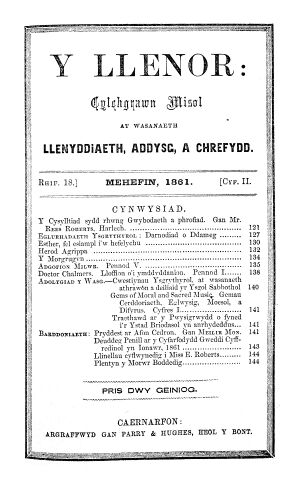 Y LLENOR:
Cylchgrawn Misol
AT WASANAETH
LLENYDDIAETH, ADDYSG, A CHREFYDD.
RHIF. 18.] MEHEFIN, 1861. [CYF. II.
CYNWYSIAD.
Y Cysylltiad sydd rhwng Gwybodaeth a phrofiad. Gan Mr.
REES ROBERTS, Harlech. 121
EGLURIAETH YSGRYTHYROL: Darnodiad o Ddameg 127
Esther, fel esiampl i'w hefelychu 130
Herod Agrippa 132
Y Morgrugyn 134
ADGOFION MILWR. Pennod V. 135
Doctor Chalmers. Lloffion o'i ymddyddanion. Pennod I. 138
ADOLYGIAD Y WASG.—Cwestiynau Ysgrythyrol, at wasanaeth
athrawon a deiliaid yr Ysgol Sabbothol 140
Gems of Moral and Sacred Music, Gemau
Cerddoriaeth, Eglwysig, Moesol, a
Difyrus. Cyfres I. 141
Traethawd ar y Pwysigrwydd o fyned
i'r Ystad Briodasol yn anrhydeddus. 141
BARDDONIAETH: Pryddest ar Afon Cedron. Gan MEILIR MON. 141
Deuddeg Penill ar y Cyfarfodydd Gweddi Cyff-
redinol yn Ionawr, 1861 143
Llinellau cyflwynedig i Miss E. Roberts 144
Plentyn y Morwr Boddedig 144
PRIS DWY GEINIOG.
CAERNARFON:
ARGRAFFWYD GAN PARRY & HUGHES, HEOL Y BONT.